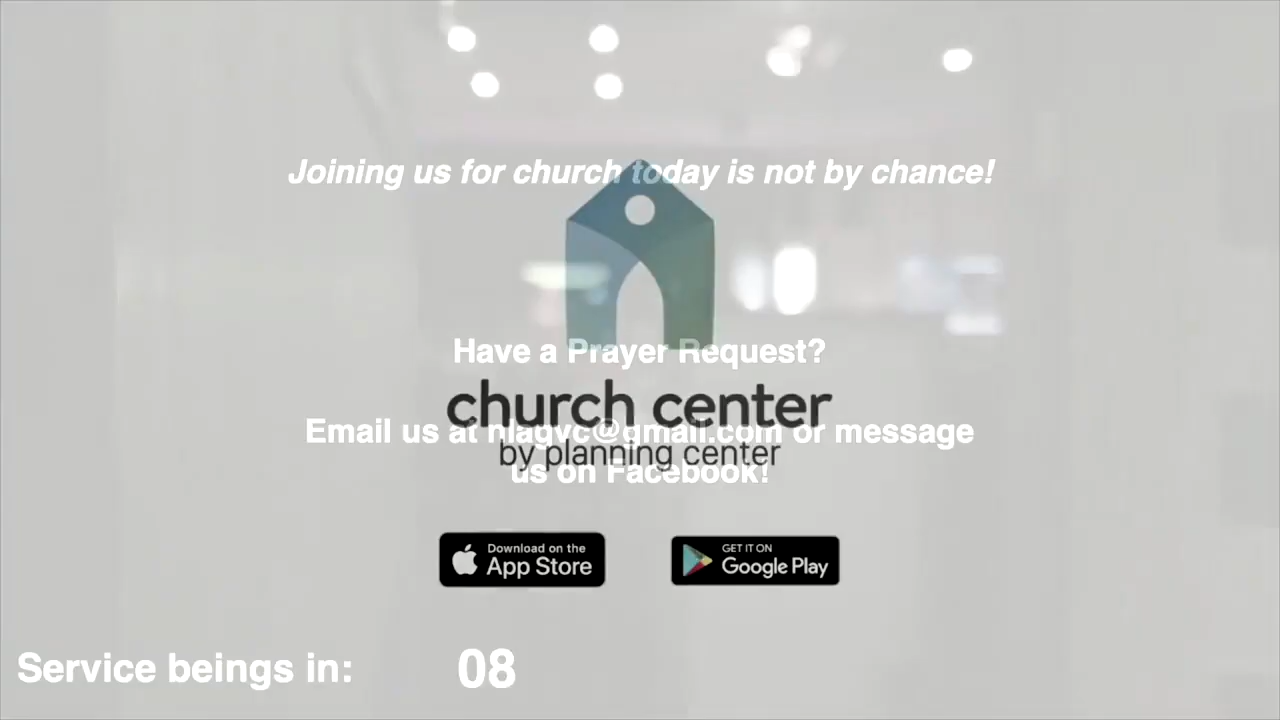 Joining us for church today is not by chance!
Have a Prayer Request?
church center
Email us at nlagvc@gmail.com or message
by planning center
us on Facebook!
Download on the
App Store
GET IT ON
Google Play
Service beings in: 08